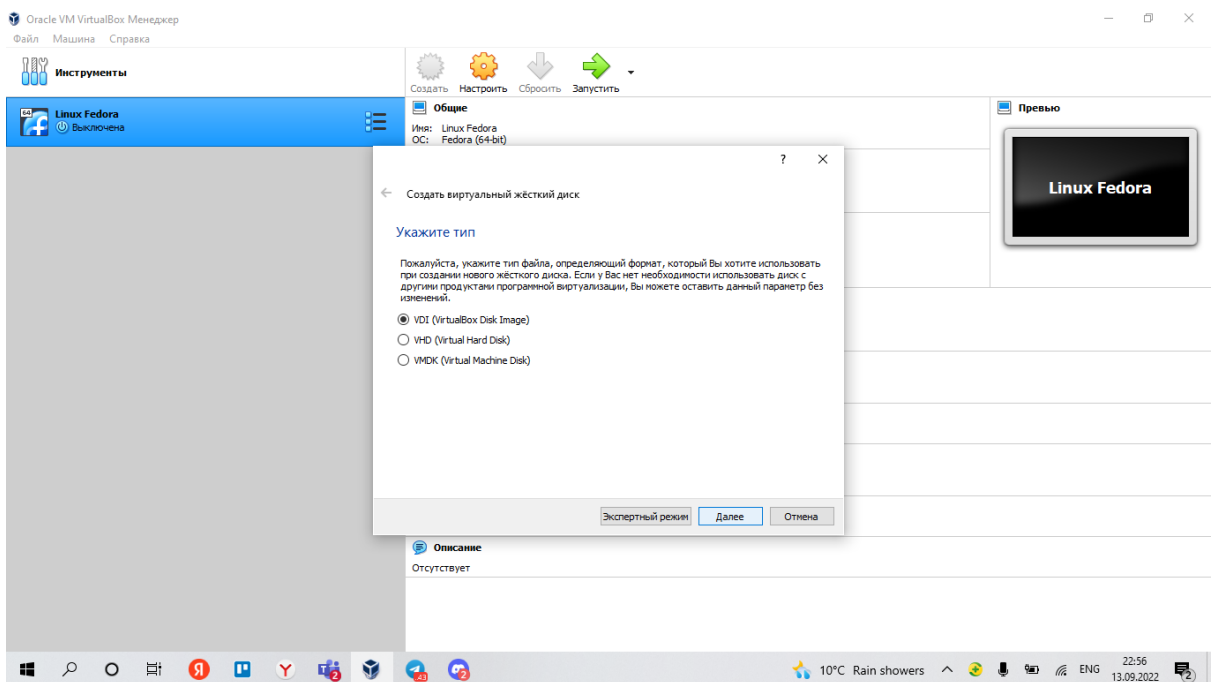 Oracle VM VirtualBox Менеджер
Файл Машина Справка
Инструменты
Создать Настроить Сбросить Запустить
64
Linux Fedora
Выключена
Общие
Имя: Linux Fedora
ОС: Fedora (64-bit)
Превью
Linux Fedora
?
Создать виртуальный жёсткий диск
Укажите тип
Пожалуйста, укажите тип файла, определяющий формат, который Вы хотите использовать
при создании нового жёсткого диска. Если у Вас нет необходимости использовать диск с
другими продуктами програмной виртуализации, Вы можете оставить данный параметр без
изменений.
VDI (VirtualBox Disk Image)
VHD (Virtual Hard Disk)
VMDK (Virtual Machine Disk)
Экспертный режим Далее Отмена
Описание
Отсутствует
10°C Rain showers ENG 22:56
13.09.2022